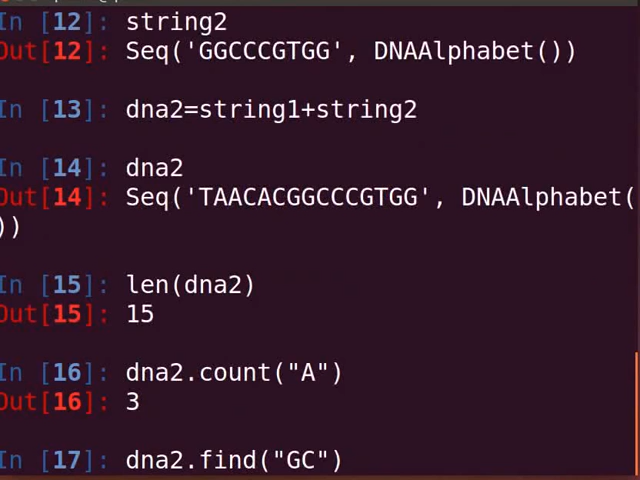 In [12]: string2
Out[12]: Seq('GGCCCGTGG', DNAAlphabet())
In [13]: dna2=string1+string2
In [14]: dna2
Out[14]: Seq('TAACACGGCCCGTGG', DNAAlphabet(
))
In [15]: len(dna2)
Out[15]: 15
In [16]: dna2.count("A")
Out[16]: 3
In [17]: dna2.find("GC")